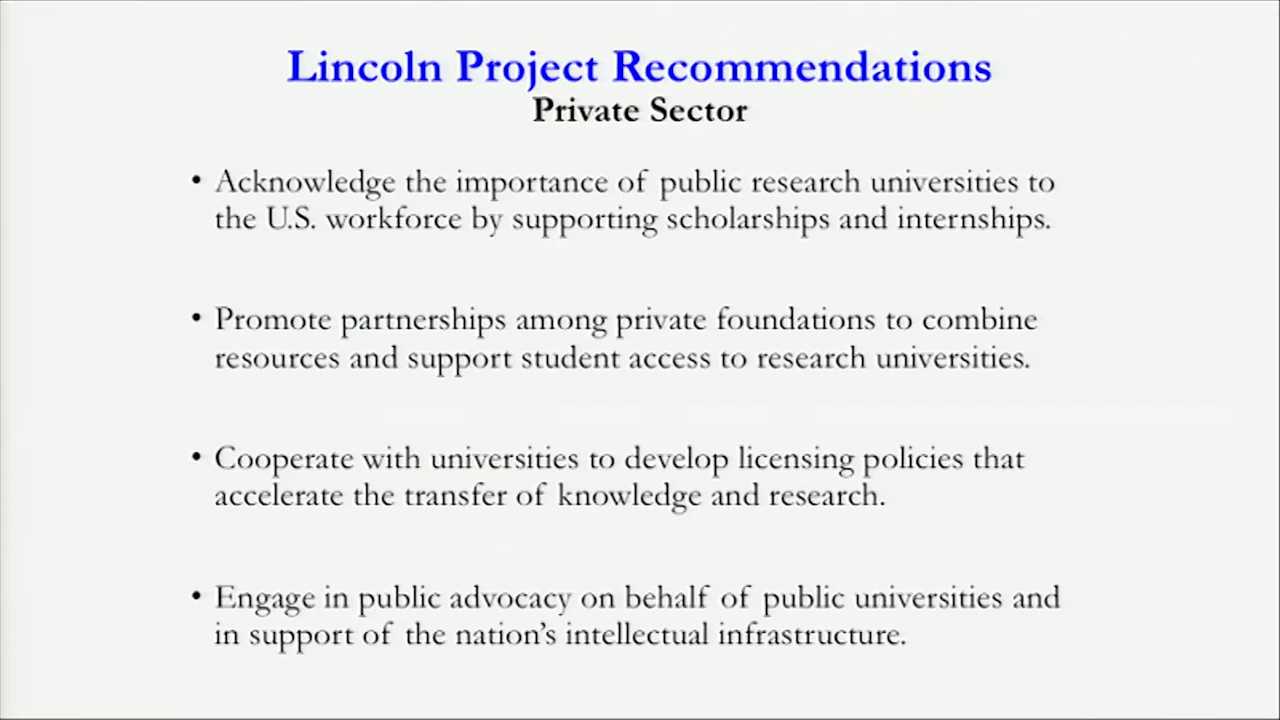 Lincoln Project Recommendations
Private Sector
• Acknowledge the importance of public research universities to
the U.S. workforce by supporting scholarships and internships.
• Promote partnerships among private foundations to combine
resources and support student access to research universities.
• Cooperate with universities to develop licensing policies that
accelerate the transfer of knowledge and research.
• Engage in public advocacy on behalf of public universities and
in support of the nation’s intellectual infrastructure.